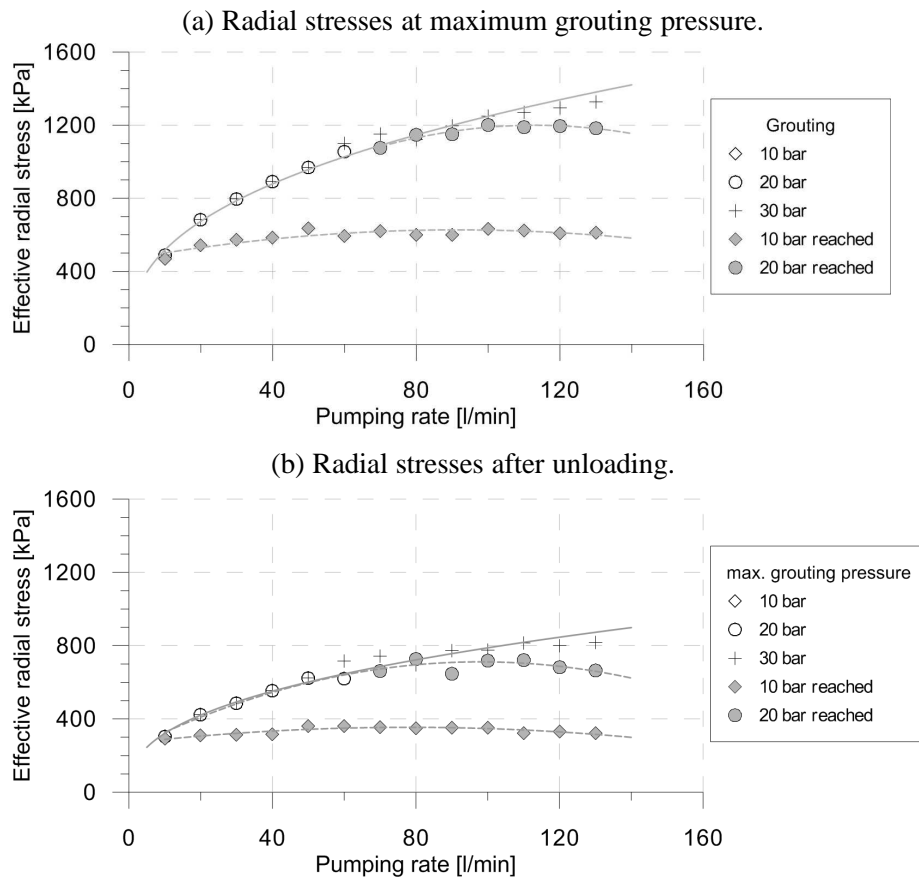 (a) Radial stresses at maximum grouting pressure.
Effective radial stress [kPa]
1600
1200
800
400
0
0 40 80 120 160
Pumping rate [l/min]
Grouting
10 bar
20 bar
30 bar
10 bar reached
20 bar reached
(b) Radial stresses after unloading.
Effective radial stress [kPa]
1600
1200
800
400
0
0 40 80 120 160
Pumping rate [l/min]
max. grouting pressure
10 bar
20 bar
30 bar
10 bar reached
20 bar reached